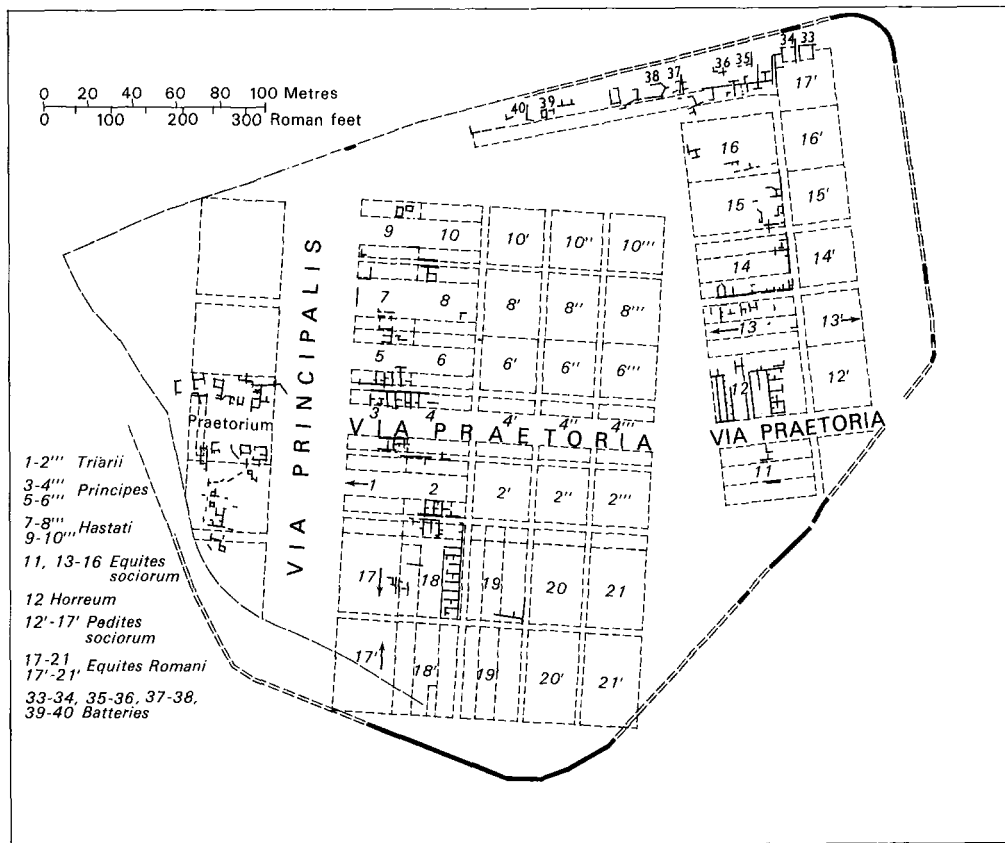 34 33
38 37 36 35
40 39
17'
0 20 40 60 80 100 Metres
0 100 200 300 Roman feet
16 16'
15 15'
9 10 10' 10'' 10'''
14 14'
7 8 8' 8'' 8'''
13 13'
5 6 6' 6'' 6'''
12 12'
3 4 4'' 4'''
VIA PRINCIPALIS
VIA PRAETORIA
VIA PRAETORIA
Praetorium
11
1 2 2' 2'' 2'''
17 18 19 20 21
17' 18' 19' 20' 21'
1-2''' Triarii
3-4''' Principes
5-6'''
7-8''' Hastati
9-10'''
11, 13-16 Equites
sociorum
12 Horreum
12'-17' Pedites
sociorum
17-21
17'-21' Equites Romani
33-34, 35-36, 37-38,
39-40 Batteries